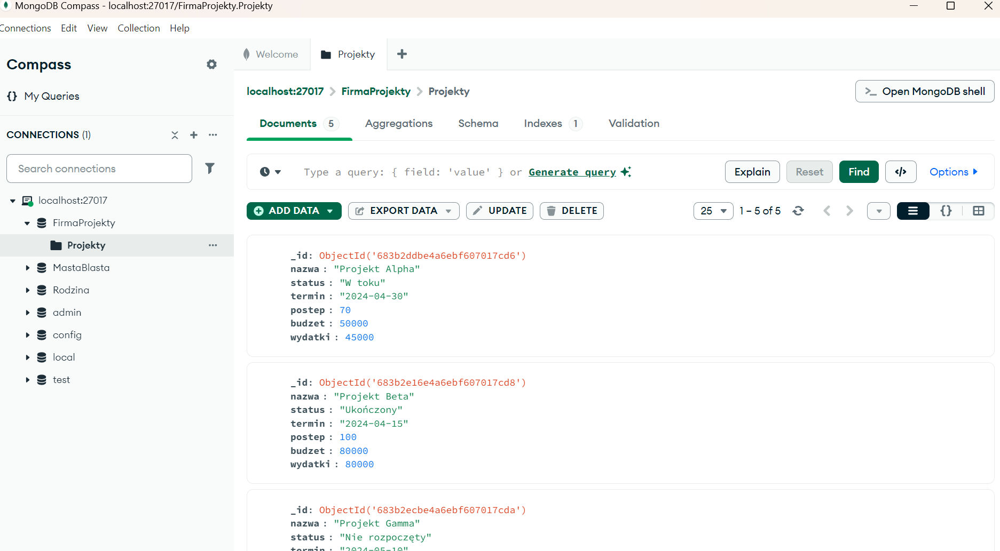 MongoDB Compass - localhost:27017/FirmaProjekty.Projekty
Connections Edit View Collection Help
Compass
{} My Queries
CONNECTIONS (1)
Search connections
localhost:27017
FirmaProjekty
Projekty
MastaBlasta
Rodzina
admin
config
local
test
Welcome
Projekty
localhost:27017 > FirmaProjekty > Projekty
>_ Open MongoDB shell
Documents 5 Aggregations Schema Indexes 1 Validation
Type a query: { field: 'value' } or Generate query
Explain Reset Find </> Options
ADD DATA EXPORT DATA UPDATE DELETE
25 1 – 5 of 5 {}
_id: ObjectId('683b2ddbe4a6ebf607017cd6')
nazwa : "Projekt Alpha"
status : "W toku"
termin : "2024-04-30"
postep : 70
budzet : 50000
wydatki : 45000
_id: ObjectId('683b2e16e4a6ebf607017cd8')
nazwa : "Projekt Beta"
status : "Ukończony"
termin : "2024-04-15"
postep : 100
budzet : 80000
wydatki : 80000
_id: ObjectId('683b2ecbe4a6ebf607017cda')
nazwa : "Projekt Gamma"
status : "Nie rozpoczęty"
termin : "2024-05-10"